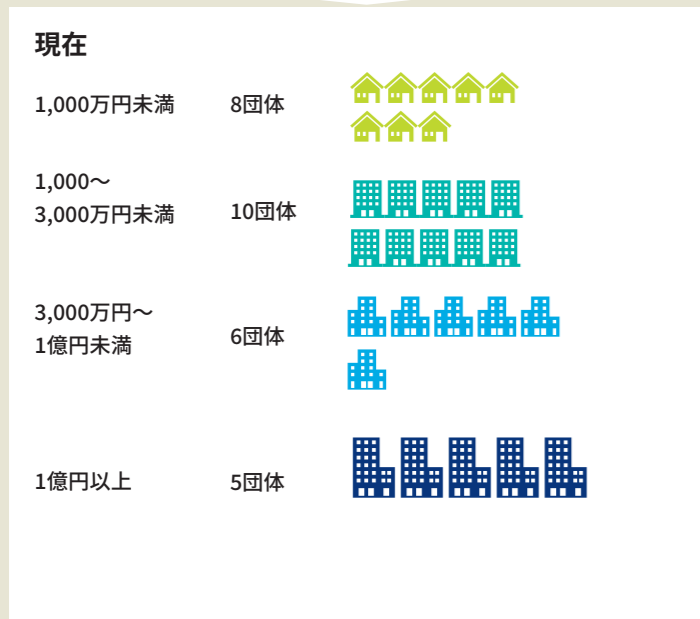 現在
1,000万円未満 8団体
1,000〜
3,000万円未満 10団体
3,000万円〜
1億円未満 6団体
1億円以上 5団体